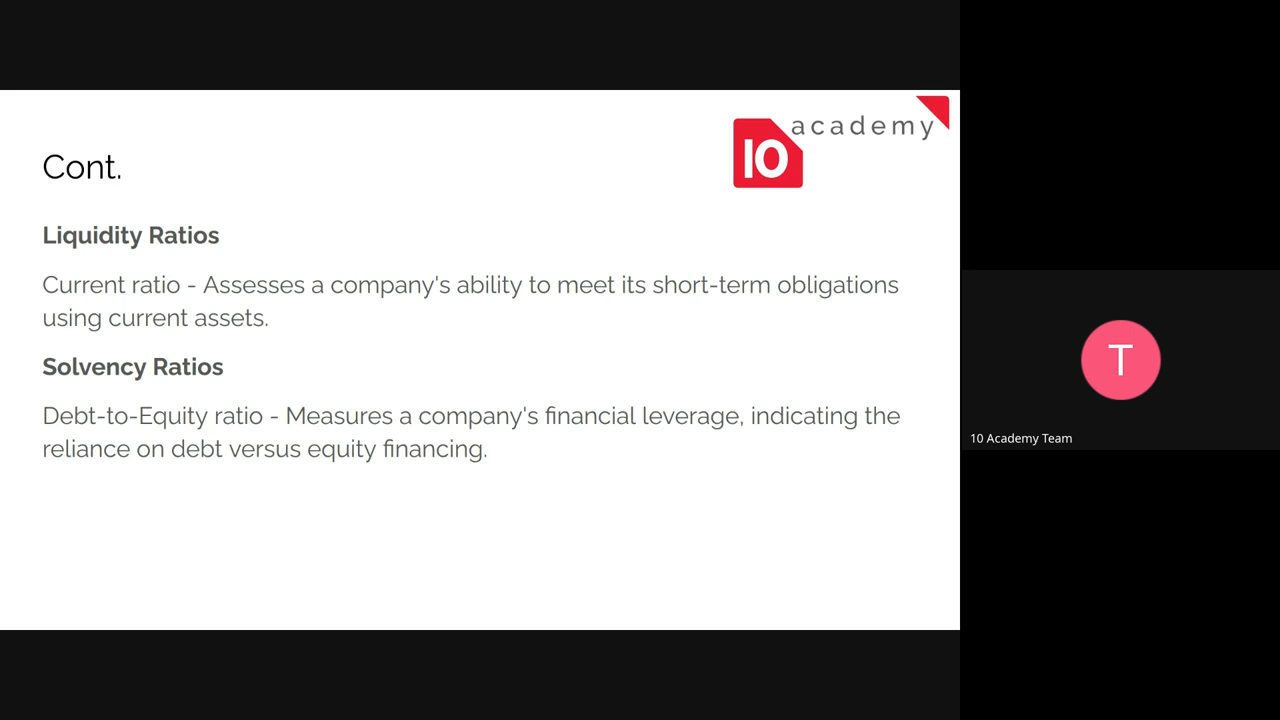 academy
10
Cont.
Liquidity Ratios
Current ratio - Assesses a company's ability to meet its short-term obligations
using current assets.
Solvency Ratios
Debt-to-Equity ratio - Measures a company's financial leverage, indicating the
reliance on debt versus equity financing.
T
10 Academy Team